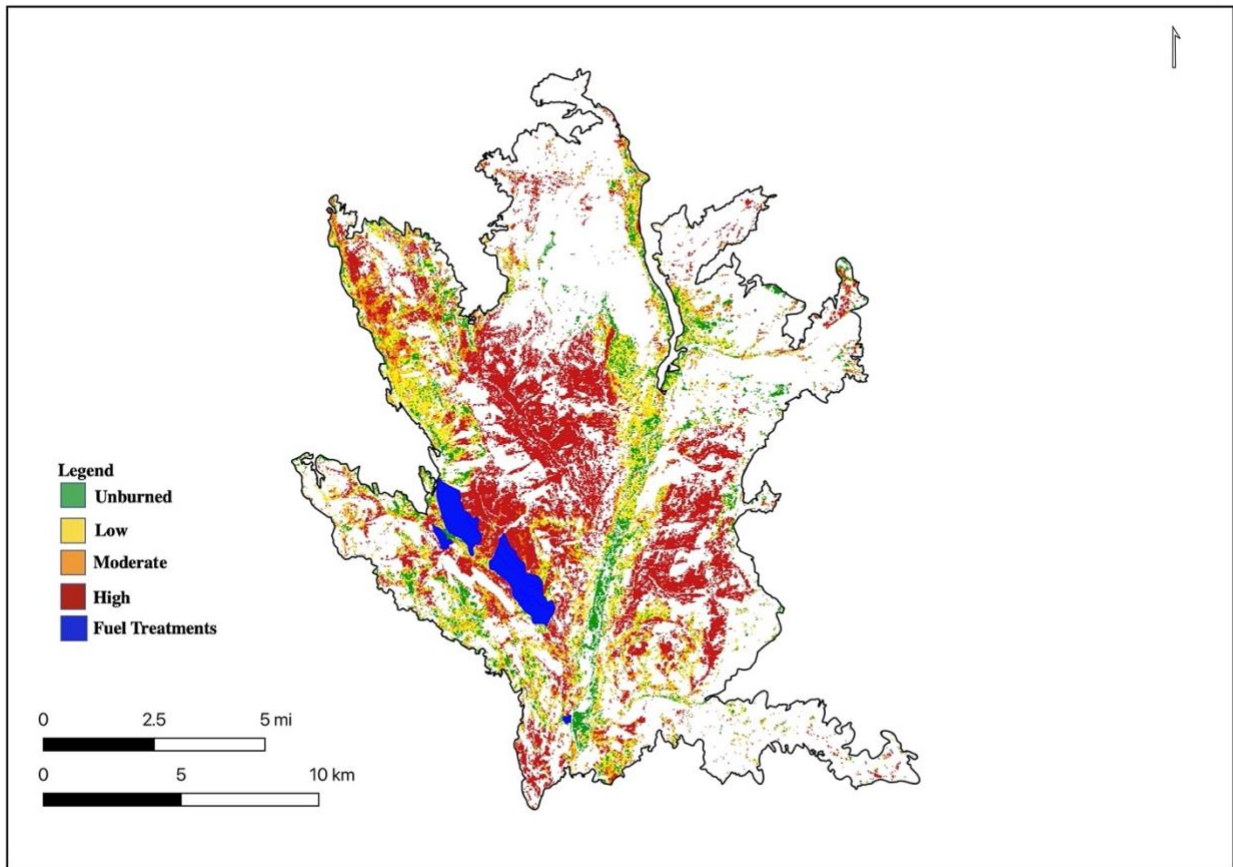 Legend
Unburned
Low
Moderate
High
Fuel Treatments
0 2.5 5 mi
0 5 10 km